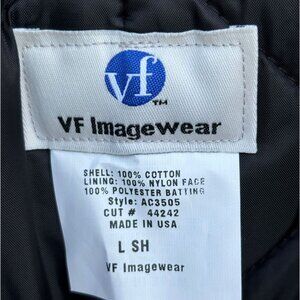 vf
TM
VF Imagewear
SHELL: 100% COTTON
LINING: 100% NYLON FACE
100% POLYESTER BATTING
Style: AC3505
CUT # 44242
MADE IN USA
L SH
VF Imagewear